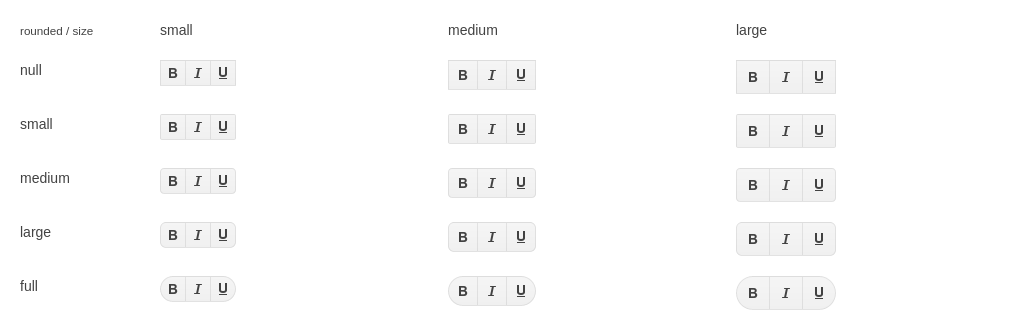 rounded / size small medium large
null B I U B I U B I U
small B I U B I U B I U
medium B I U B I U B I U
large B I U B I U B I U
full B I U B I U B I U